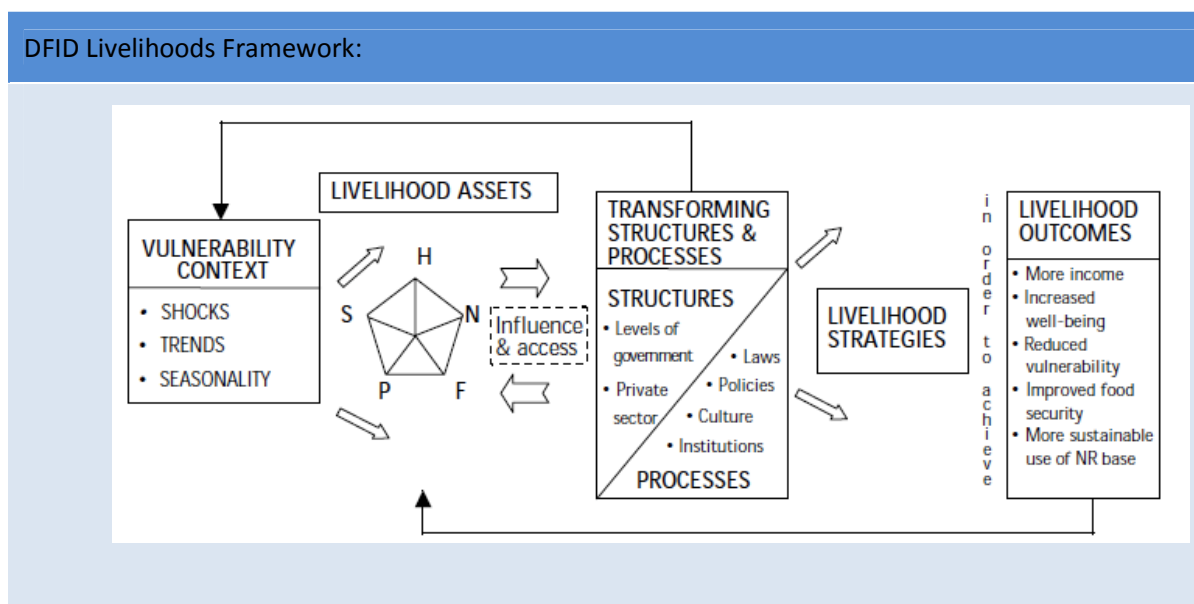 DFID Livelihoods Framework:
LIVELIHOOD ASSETS
VULNERABILITY
CONTEXT
• SHOCKS
• TRENDS
• SEASONALITY
H
S
N
P
F
Influence
& access
TRANSFORMING
STRUCTURES &
PROCESSES
STRUCTURES
• Levels of
government
• Private
sector
• Laws
• Policies
• Culture
• Institutions
PROCESSES
LIVELIHOOD
STRATEGIES
in order to achieve
LIVELIHOOD
OUTCOMES
• More income
• Increased
well-being
• Reduced
vulnerability
• Improved food
security
• More sustainable
use of NR base